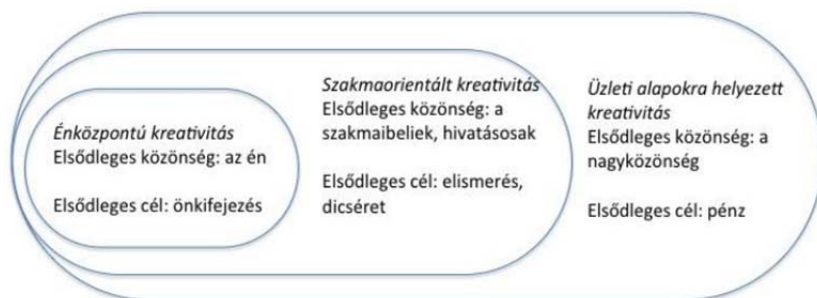 Énközpontú kreativitás
Elsődleges közönség: az én
Elsődleges cél: önkifejezés
Szakmaorientált kreativitás
Elsődleges közönség: a
szakmaibeliek, hivatásosak
Elsődleges cél: elismerés,
dicséret
Üzleti alapokra helyezett
kreativitás
Elsődleges közönség: a
nagyközönség
Elsődleges cél: pénz